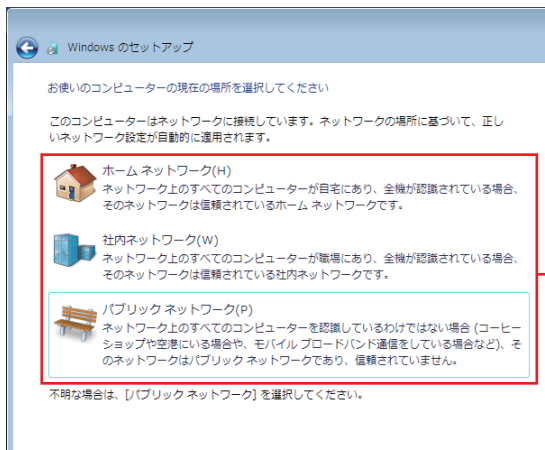 Windows のセットアップ
お使いのコンピューターの現在の場所を選択してください
このコンピューターはネットワークに接続しています。ネットワークの場所に基づいて、正し
いネットワーク設定が自動的に適用されます。
ホーム ネットワーク(H)
ネットワーク上のすべてのコンピューターが自宅にあり、全機が認識されている場合、
そのネットワークは信頼されているホーム ネットワークです。
社内ネットワーク(W)
ネットワーク上のすべてのコンピューターが職場にあり、全機が認識されている場合、
そのネットワークは信頼されている社内ネットワークです。
パブリック ネットワーク(P)
ネットワーク上のすべてのコンピューターを認識しているわけではない場合 (コーヒー
ショップや空港にいる場合や、モバイル ブロードバンド通信をしている場合など)、そ
のネットワークはパブリック ネットワークであり、信頼されていません。
不明な場合は、[パブリック ネットワーク] を選択してください。